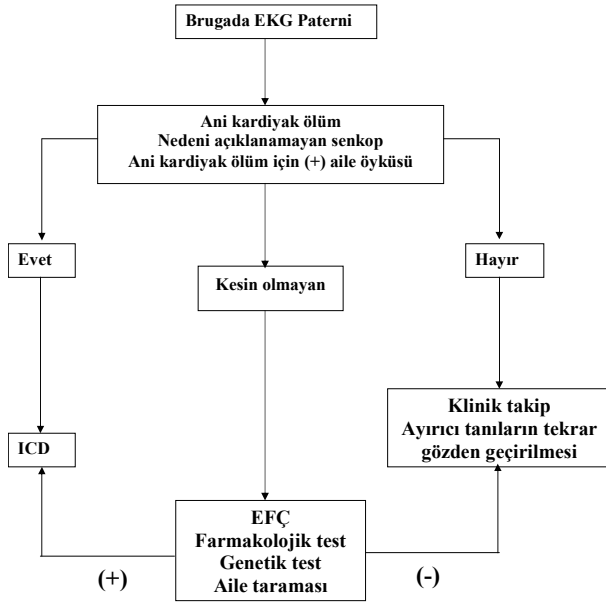 Brugada EKG Paterni
Ani kardiyak ölüm
Nedeni açıklanamayan senkop
Ani kardiyak ölüm için (+) aile öyküsü
Evet
Kesin olmayan
Hayır
ICD
Klinik takip
Ayırıcı tanıların tekrar
gözden geçirilmesi
EFÇ
Farmakolojik test
Genetik test
Aile taraması
(+)
(-)